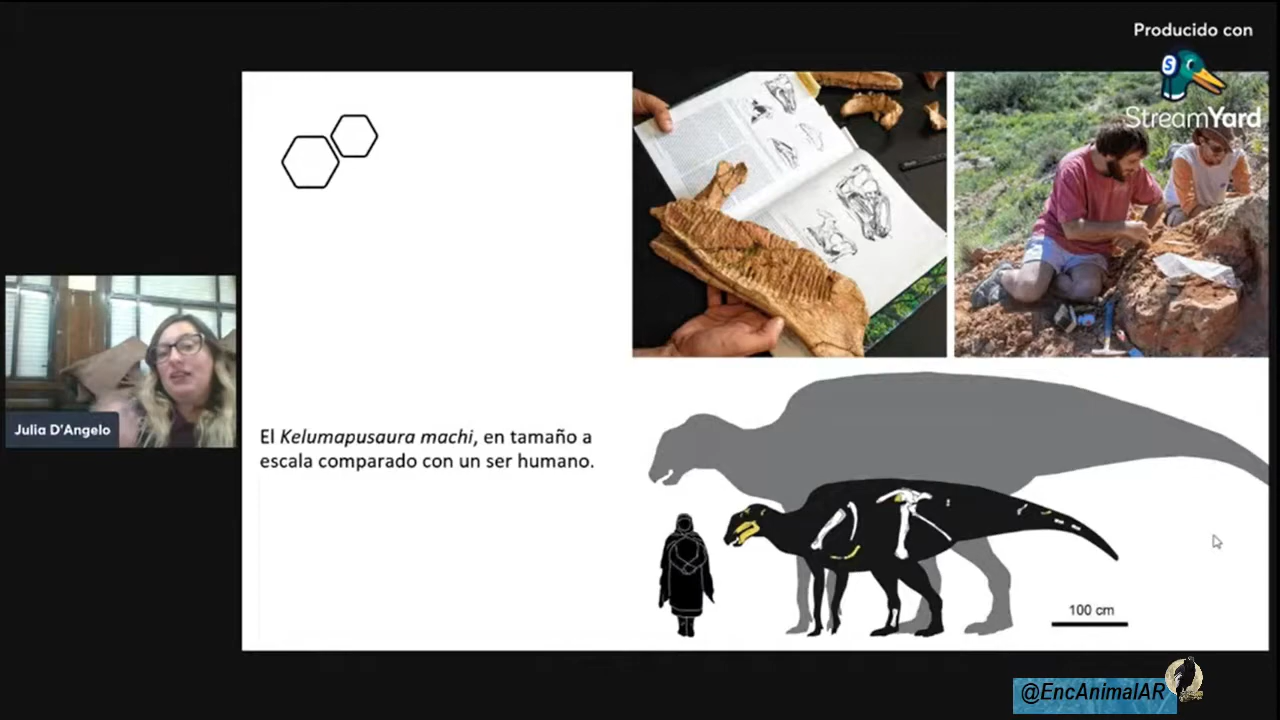 Producido con
StreamYard
Julia D'Angelo
El Kelumapusaura machi, en tamaño a
escala comparado con un ser humano.
100 cm
@EncAnimalAR